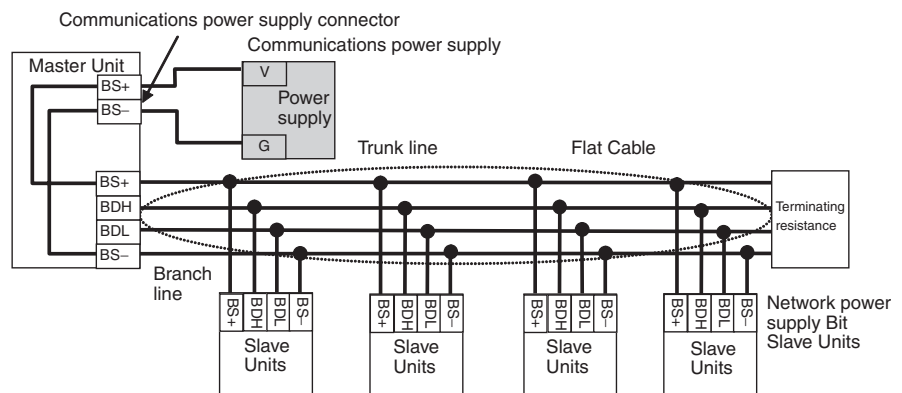 Communications power supply connector
Communications power supply
Master Unit
BS+
BS–
V
Power
supply
G
Trunk line
Flat Cable
BS+
BDH
BDL
BS–
Terminating
resistance
Branch
line
BS+ BDH BDL BS–
Slave
Units
BS+ BDH BDL BS–
Slave
Units
BS+ BDH BDL BS–
Slave
Units
BS+ BDH BDL BS–
Slave
Units
Network power
supply Bit
Slave Units